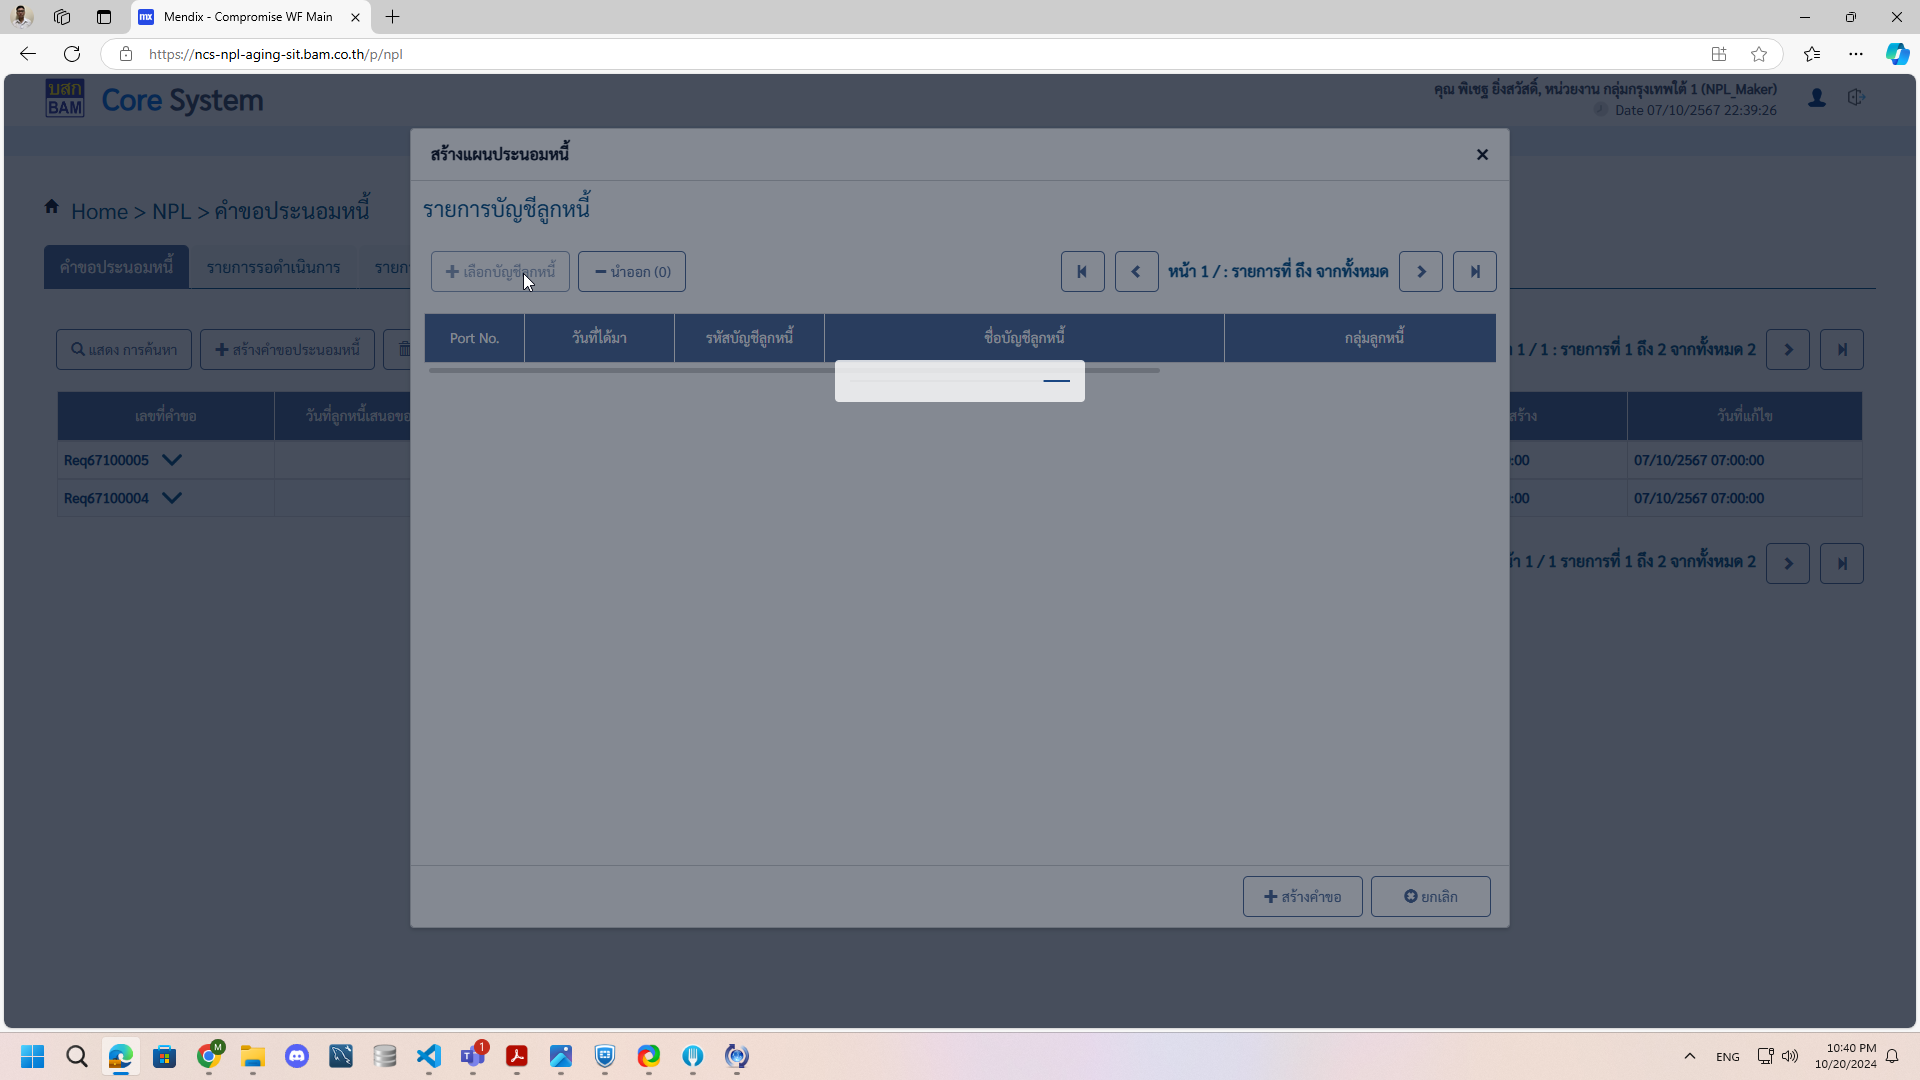 Mendix - Compromise WF Main
https://ncs-npl-aging-sit.bam.co.th/p/npl
บสก
BAM
Core System
คุณ พิเชฐ ยิ่งสวัสดิ์, หน่วยงาน กลุ่มกรุงเทพใต้ 1 (NPL_Maker)
Date 07/10/2567 22:39:26
สร้างแผนประนอมหนี้
Home > NPL > คำขอประนอมหนี้
รายการบัญชีลูกหนี้
คำขอประนอมหนี้ รายการรอดำเนินการ
เลือกบัญชีลูกหนี้ นำออก (0) หน้า 1 / : รายการที่ ถึง จากทั้งหมด
Port No. วันที่ได้มา รหัสบัญชีลูกหนี้ ชื่อบัญชีลูกหนี้ กลุ่มลูกหนี้
แสดง การค้นหา สร้างคำขอประนอมหนี้ 1 / 1 : รายการที่ 1 ถึง 2 จากทั้งหมด 2
เลขที่คำขอ วันที่ลูกหนี้เสนอขอ สร้าง วันที่แก้ไข
Req67100005 :00 07/10/2567 07:00:00
Req67100004 :00 07/10/2567 07:00:00
1 / 1 รายการที่ 1 ถึง 2 จากทั้งหมด 2
สร้างคำขอ ยกเลิก
M
1
ENG
10:40 PM
10/20/2024